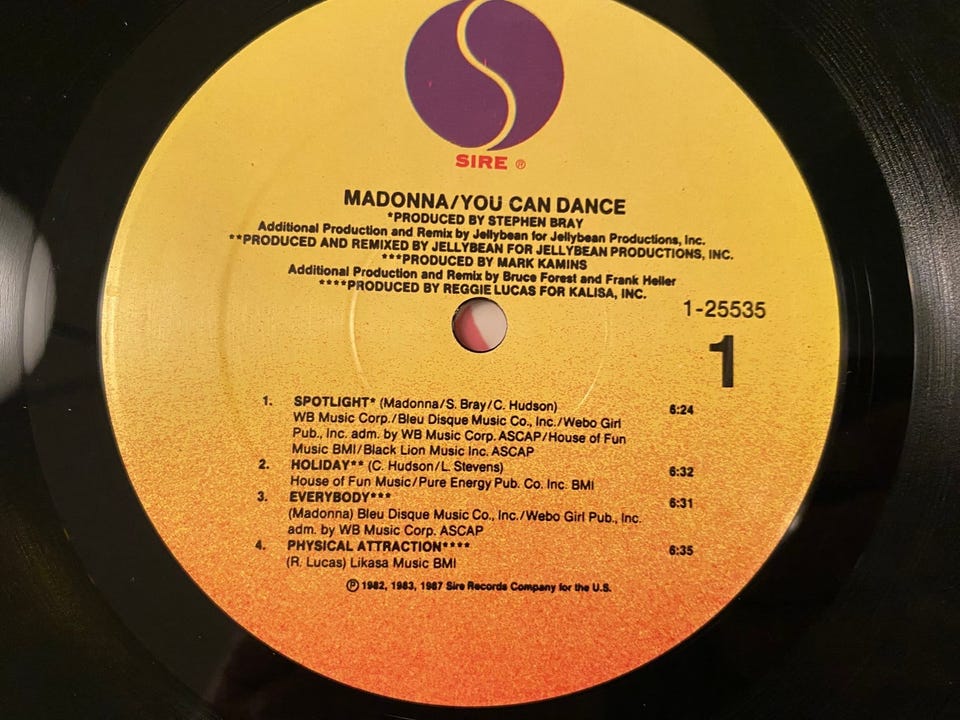 SIRE ®
MADONNA/YOU CAN DANCE
*PRODUCED BY STEPHEN BRAY
Additional Production and Remix by Jellybean for Jellybean Productions, Inc.
**PRODUCED AND REMIXED BY JELLYBEAN FOR JELLYBEAN PRODUCTIONS, INC.
***PRODUCED BY MARK KAMINS
Additional Production and Remix by Bruce Forest and Frank Heller
****PRODUCED BY REGGIE LUCAS FOR KALISA, INC.
1-25535
1
1. SPOTLIGHT* (Madonna/S. Bray/C. Hudson) 6:24
WB Music Corp./Bleu Disque Music Co., Inc./Webo Girl
Pub., Inc. adm. by WB Music Corp. ASCAP/House of Fun
Music BMI/Black Lion Music Inc. ASCAP
2. HOLIDAY** (C. Hudson/L. Stevens) 6:32
House of Fun Music/Pure Energy Pub. Co. Inc. BMI
3. EVERYBODY*** 6:31
(Madonna) Bleu Disque Music Co., Inc./Webo Girl Pub., Inc.
adm. by WB Music Corp. ASCAP
4. PHYSICAL ATTRACTION**** 6:35
(R. Lucas) Likasa Music BMI
℗ 1982, 1983, 1987 Sire Records Company for the U.S.